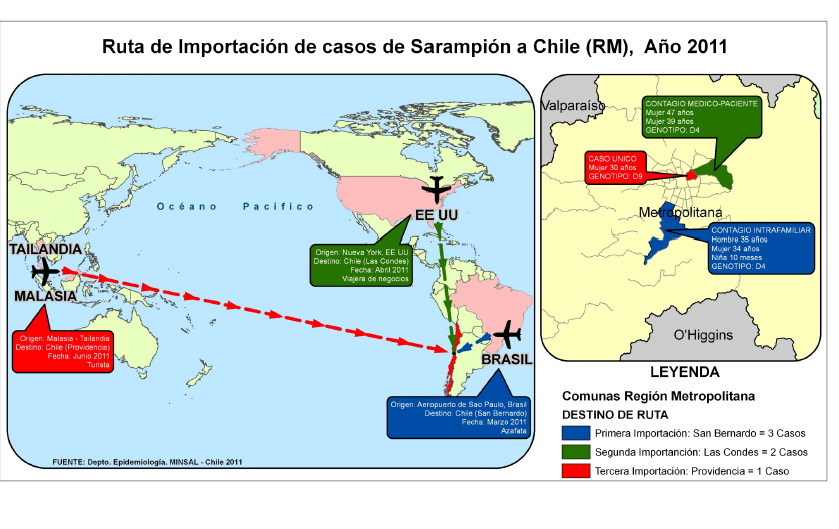 Ruta de Importación de casos de Sarampión a Chile (RM), Año 2011
Océano Pacífico
EE UU
TAILANDIA
MALASIA
BRASIL
Origen: Nueva York, EE UU
Destino: Chile (Las Condes)
Fecha: Abril 2011
Viajera de negocios
Origen: Malasia - Tailandia
Destino: Chile (Providencia)
Fecha: Junio 2011
Turista
Origen: Aeropuerto de Sao Paulo, Brasil
Destino: Chile (San Bernardo)
Fecha: Marzo 2011
Azafata
FUENTE: Depto. Epidemiología. MINSAL - Chile 2011
Valparaíso
CONTAGIO MEDICO-PACIENTE
Mujer 47 años
Mujer 39 años
GENOTIPO: D4
CASO UNICO
Mujer 30 años
GENOTIPO: D9
Metropolitana
CONTAGIO INTRAFAMILIAR
Hombre 35 años
Mujer 34 años
Niña 10 meses
GENOTIPO: D4
O'Higgins
LEYENDA
Comunas Región Metropolitana
DESTINO DE RUTA
Primera Importación: San Bernardo = 3 Casos
Segunda Importanción: Las Condes = 2 Casos
Tercera Importación: Providencia = 1 Caso